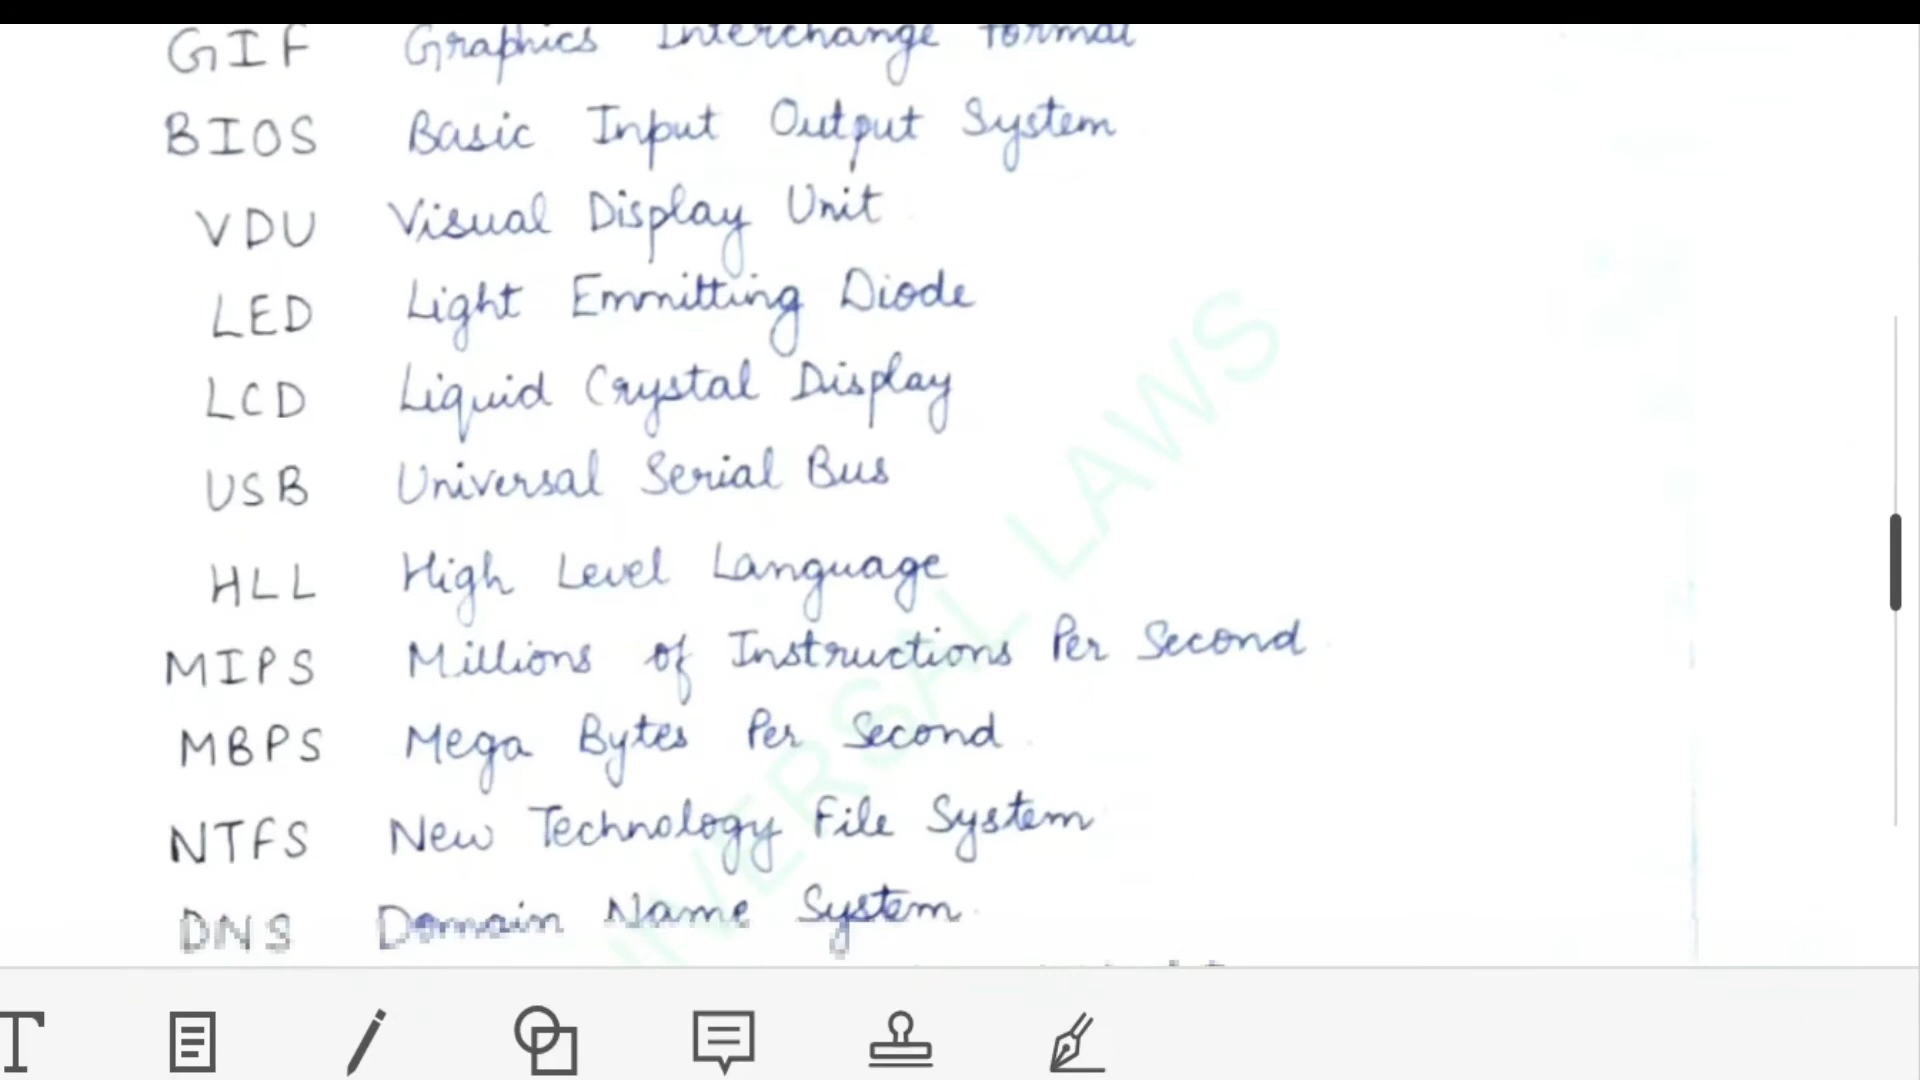 GIF Graphics Interchange Format
BIOS Basic Input Output System
VDU Visual Display Unit
LED Light Emmitting Diode
LCD Liquid Crystal Display
USB Universal Serial Bus
HLL High Level Language
MIPS Millions of Instructions Per Second
MBPS Mega Bytes Per Second
NTFS New Technology File System
DNS Domain Name System
IVERSAL LAWS
T